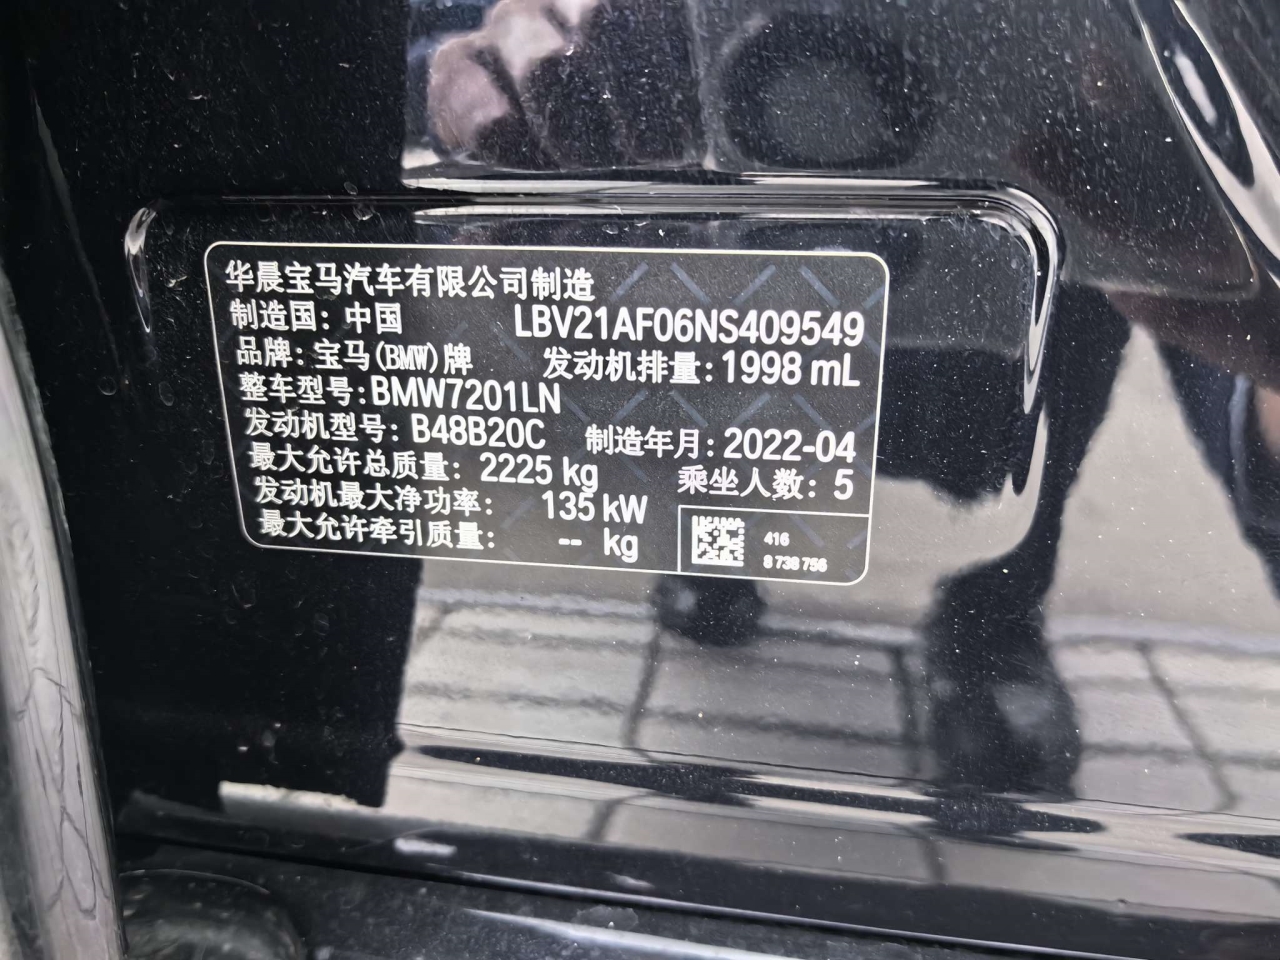 华晨宝马汽车有限公司制造
制造国：中国 LBV21AF06NS409549
品牌：宝马(BMW)牌 发动机排量：1998 mL
整车型号：BMW7201LN
发动机型号：B48B20C 制造年月：2022-04
最大允许总质量：2225 kg 乘坐人数：5
发动机最大净功率：135 kW
最大允许牵引质量：-- kg
416
8 738 756